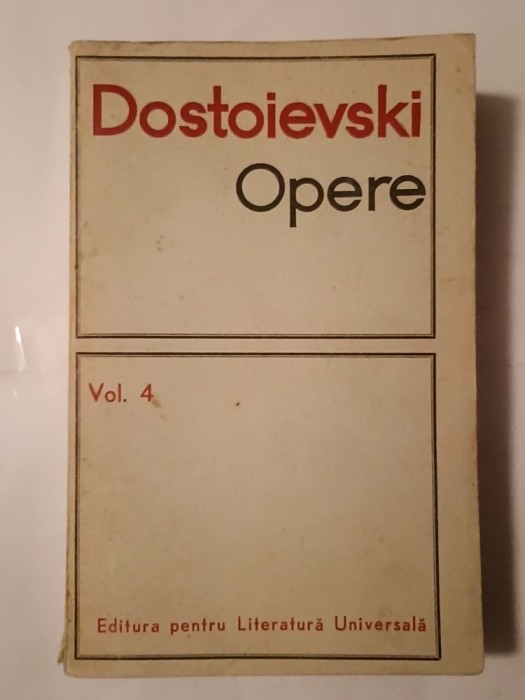 Dostoievski
Opere
Vol. 4
Editura pentru Literatură Universală